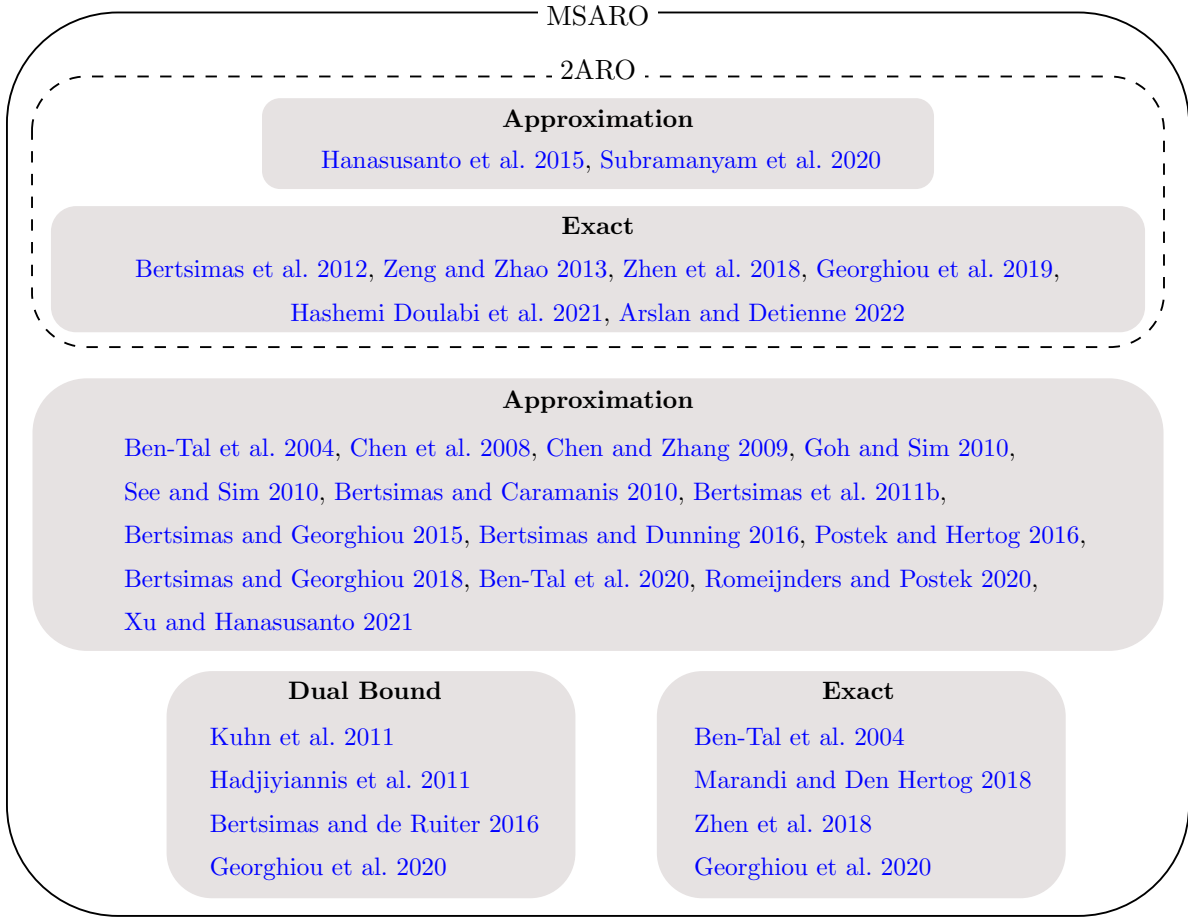 MSARO
2ARO
Approximation
Hanasusanto et al. 2015, Subramanyam et al. 2020
Exact
Bertsimas et al. 2012, Zeng and Zhao 2013, Zhen et al. 2018, Georghiou et al. 2019,
Hashemi Doulabi et al. 2021, Arslan and Detienne 2022
Approximation
Ben-Tal et al. 2004, Chen et al. 2008, Chen and Zhang 2009, Goh and Sim 2010,
See and Sim 2010, Bertsimas and Caramanis 2010, Bertsimas et al. 2011b,
Bertsimas and Georghiou 2015, Bertsimas and Dunning 2016, Postek and Hertog 2016,
Bertsimas and Georghiou 2018, Ben-Tal et al. 2020, Romeijnders and Postek 2020,
Xu and Hanasusanto 2021
Dual Bound
Kuhn et al. 2011
Hadjiyiannis et al. 2011
Bertsimas and de Ruiter 2016
Georghiou et al. 2020
Exact
Ben-Tal et al. 2004
Marandi and Den Hertog 2018
Zhen et al. 2018
Georghiou et al. 2020